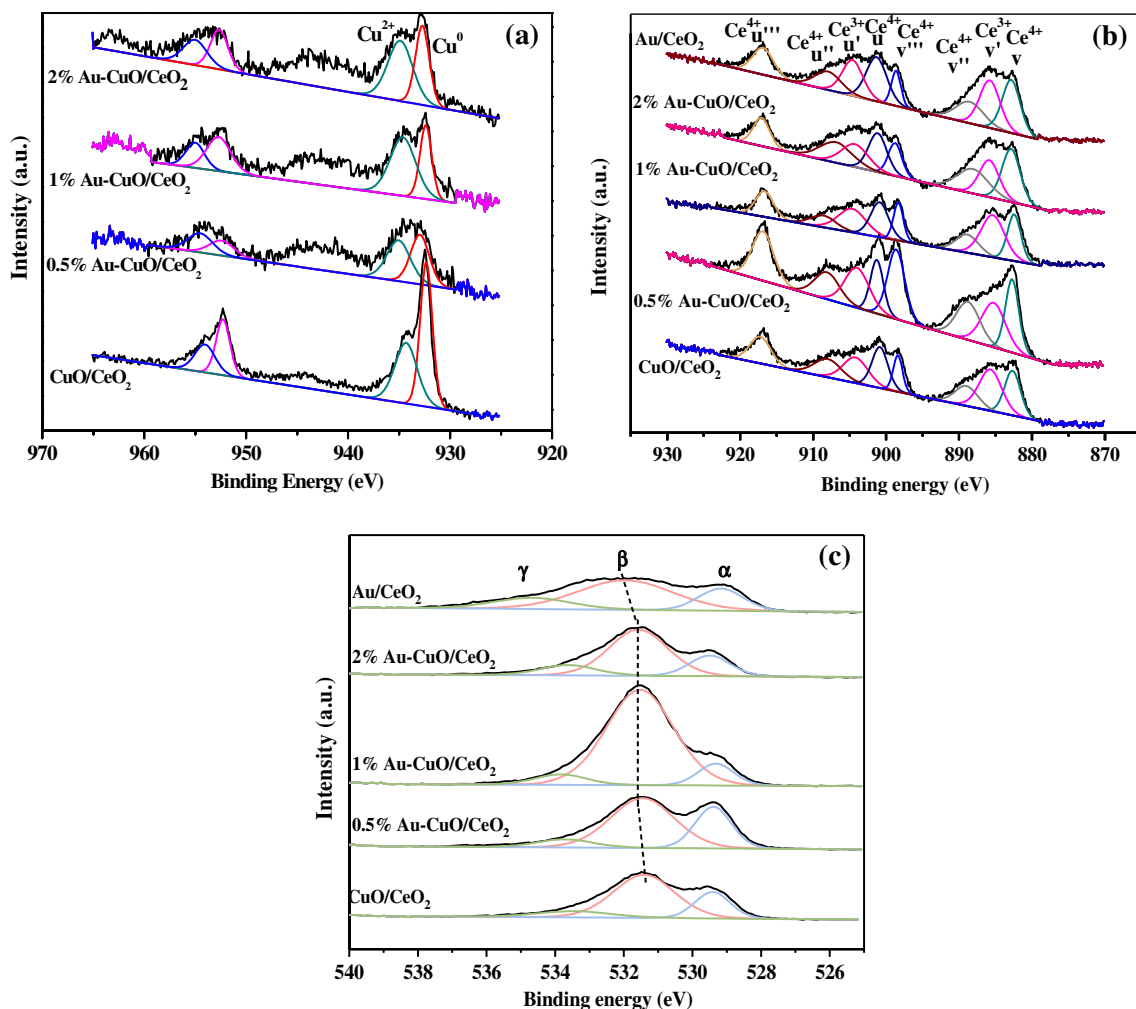 (a)
Cu²⁺
Cu⁰
2% Au-CuO/CeO₂
1% Au-CuO/CeO₂
0.5% Au-CuO/CeO₂
CuO/CeO₂
Intensity (a.u.)
970 960 950 940 930 920
Binding Energy (eV)
(b)
Ce⁴⁺ u'''
Ce⁴⁺ u''
Ce³⁺ u'
Ce⁴⁺ u
Ce⁴⁺ v'''
Ce⁴⁺ v''
Ce³⁺ v'
Ce⁴⁺ v
Au/CeO₂
2% Au-CuO/CeO₂
1% Au-CuO/CeO₂
0.5% Au-CuO/CeO₂
CuO/CeO₂
Intensity (a.u.)
930 920 910 900 890 880 870
Binding energy (eV)
(c)
γ β α
Au/CeO₂
2% Au-CuO/CeO₂
1% Au-CuO/CeO₂
0.5% Au-CuO/CeO₂
CuO/CeO₂
Intensity (a.u.)
540 538 536 534 532 530 528 526
Binding energy (eV)